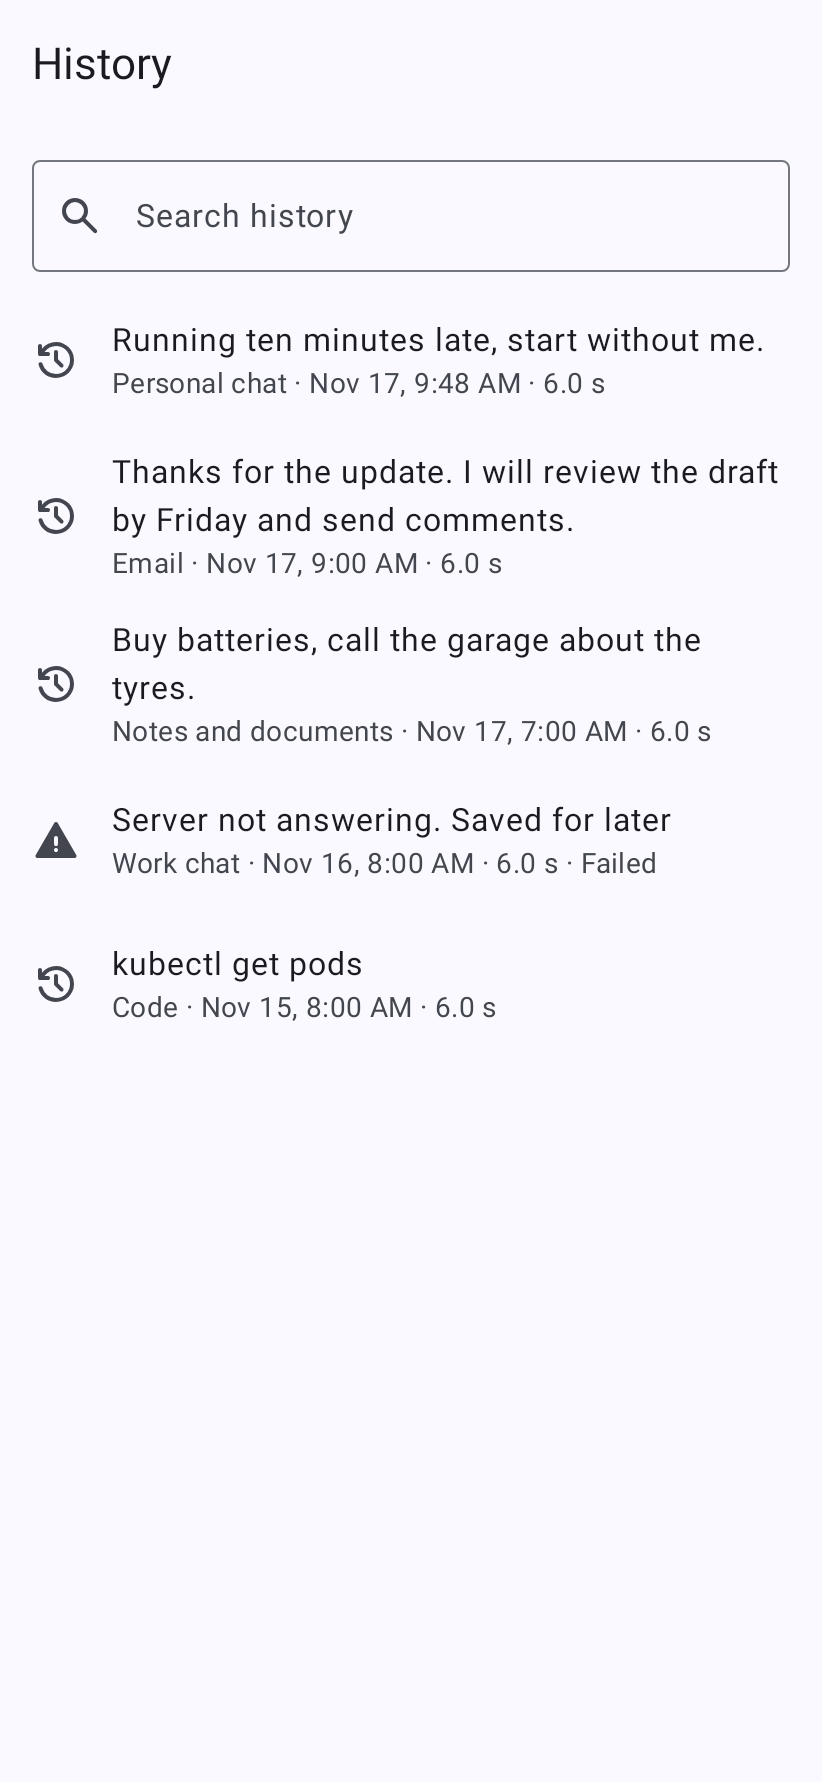 History
Search history
Running ten minutes late, start without me.
Personal chat · Nov 17, 9:48 AM · 6.0 s
Thanks for the update. I will review the draft
by Friday and send comments.
Email · Nov 17, 9:00 AM · 6.0 s
Buy batteries, call the garage about the
tyres.
Notes and documents · Nov 17, 7:00 AM · 6.0 s
Server not answering. Saved for later
Work chat · Nov 16, 8:00 AM · 6.0 s · Failed
kubectl get pods
Code · Nov 15, 8:00 AM · 6.0 s